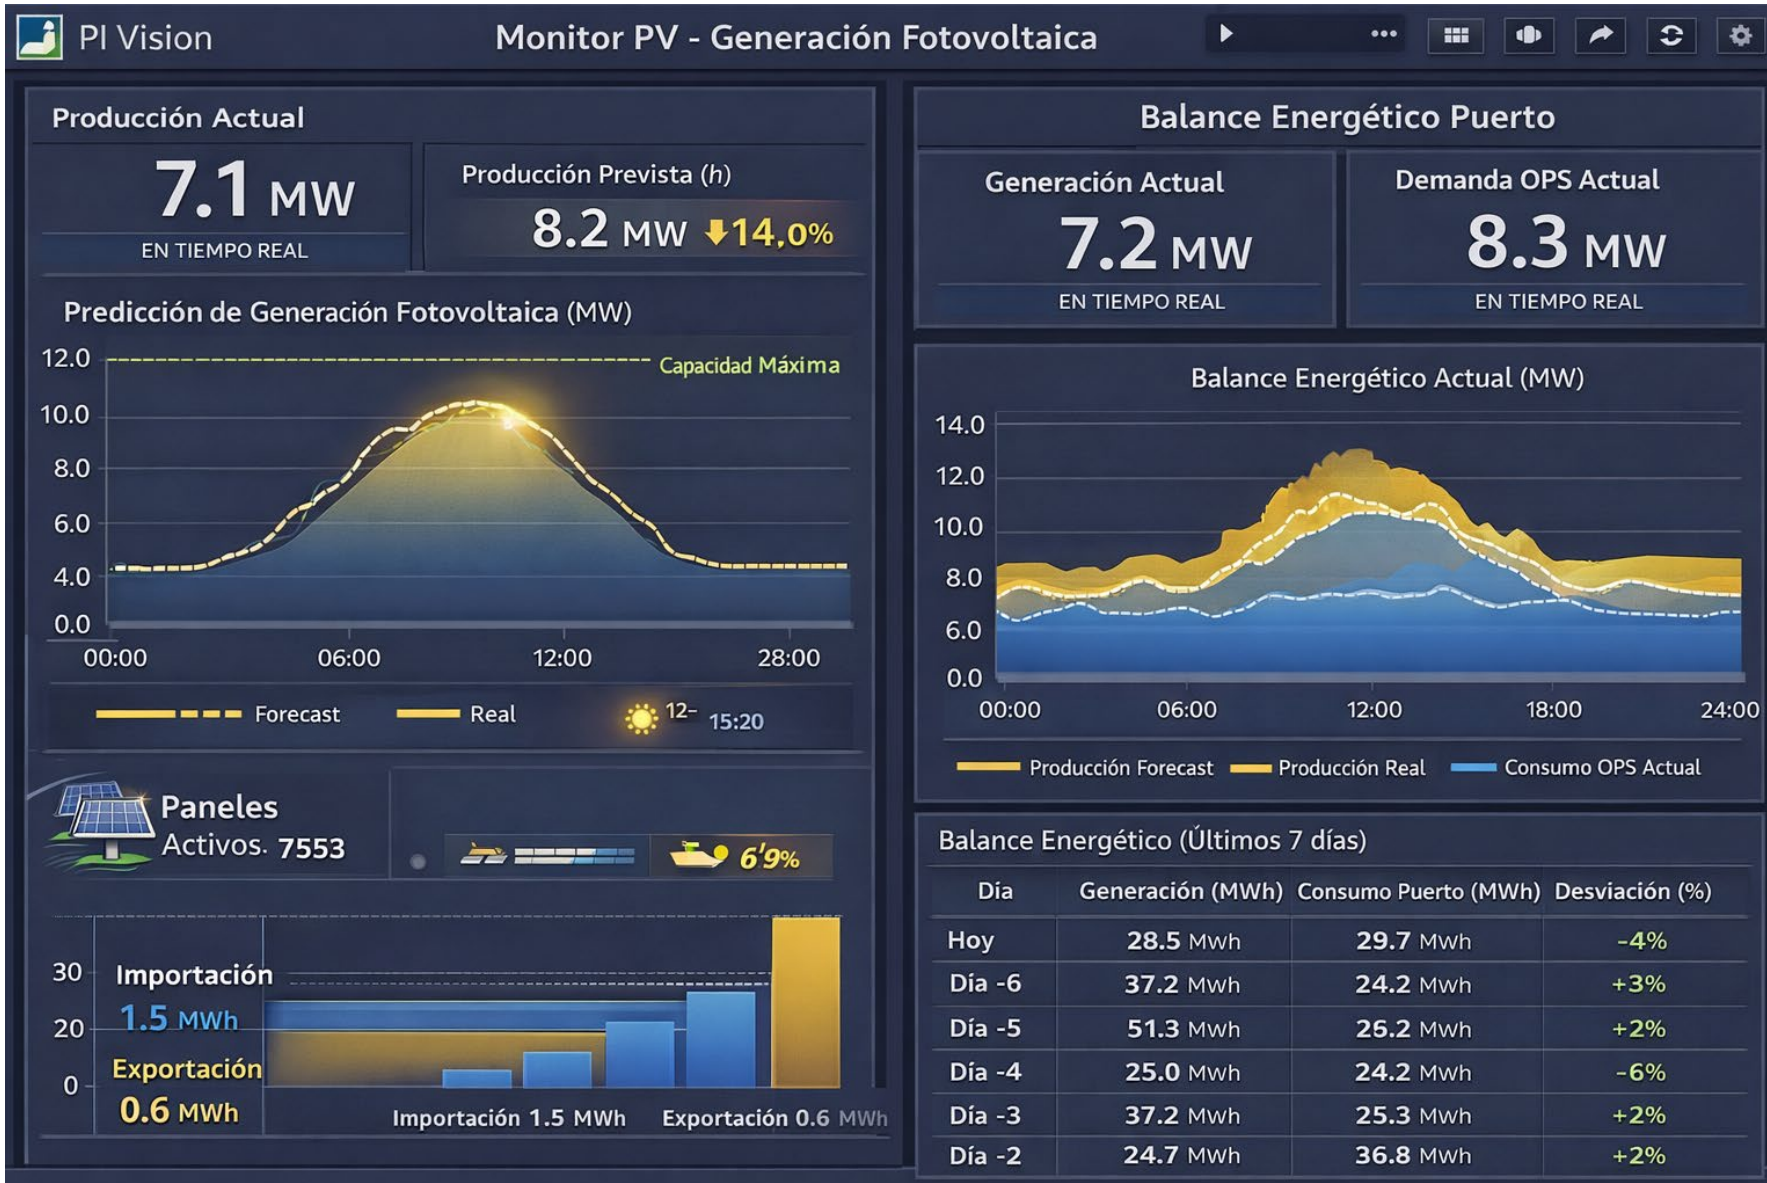 PI Vision
Monitor PV - Generación Fotovoltaica
Producción Actual
7.1 MW
EN TIEMPO REAL
Producción Prevista (h)
8.2 MW 14.0%
Predicción de Generación Fotovoltaica (MW)
12.0
Capacidad Máxima
10.0
8.0
6.0
4.0
0.0
00:00 06:00 12:00 28:00
Forecast Real 12- 15:20
Paneles
Activos. 7553
6'9%
30
20
0
Importación
1.5 MWh
Exportación
0.6 MWh
Importación 1.5 MWh Exportación 0.6 MWh
Balance Energético Puerto
Generación Actual
7.2 MW
EN TIEMPO REAL
Demanda OPS Actual
8.3 MW
EN TIEMPO REAL
Balance Energético Actual (MW)
14.0
12.0
10.0
8.0
6.0
0.0
00:00 06:00 12:00 18:00 24:00
Producción Forecast Producción Real Consumo OPS Actual
Balance Energético (Últimos 7 días)
Día Generación (MWh) Consumo Puerto (MWh) Desviación (%)
Hoy 28.5 Mwh 29.7 Mwh -4%
Día -6 37.2 Mwh 24.2 Mwh +3%
Día -5 51.3 Mwh 26.2 Mwh +2%
Día -4 25.0 Mwh 24.2 Mwh -6%
Día -3 37.2 Mwh 25.3 Mwh +2%
Día -2 24.7 MWh 36.8 Mwh +2%